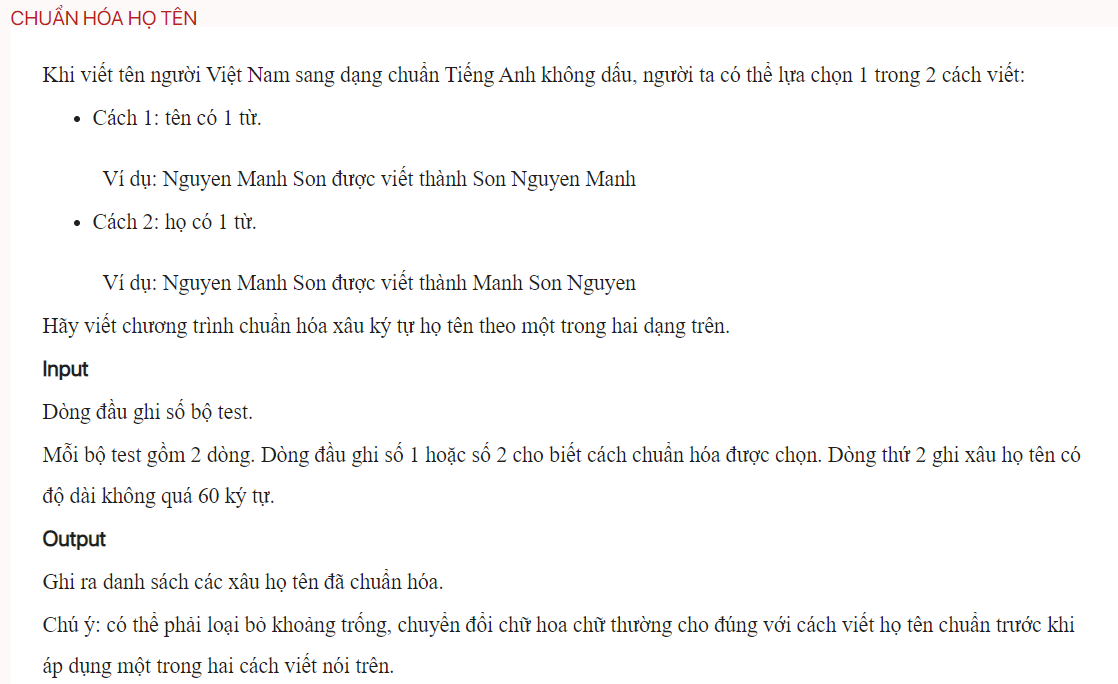 CHUẨN HÓA HỌ TÊN
Khi viết tên người Việt Nam sang dạng chuẩn Tiếng Anh không dấu, người ta có thể lựa chọn 1 trong 2 cách viết:
• Cách 1: tên có 1 từ.
Ví dụ: Nguyen Manh Son được viết thành Son Nguyen Manh
• Cách 2: họ có 1 từ.
Ví dụ: Nguyen Manh Son được viết thành Manh Son Nguyen
Hãy viết chương trình chuẩn hóa xâu ký tự họ tên theo một trong hai dạng trên.
Input
Dòng đầu ghi số bộ test.
Mỗi bộ test gồm 2 dòng. Dòng đầu ghi số 1 hoặc số 2 cho biết cách chuẩn hóa được chọn. Dòng thứ 2 ghi xâu họ tên có
độ dài không quá 60 ký tự.
Output
Ghi ra danh sách các xâu họ tên đã chuẩn hóa.
Chú ý: có thể phải loại bỏ khoảng trống, chuyển đổi chữ hoa chữ thường cho đúng với cách viết họ tên chuẩn trước khi
áp dụng một trong hai cách viết nói trên.